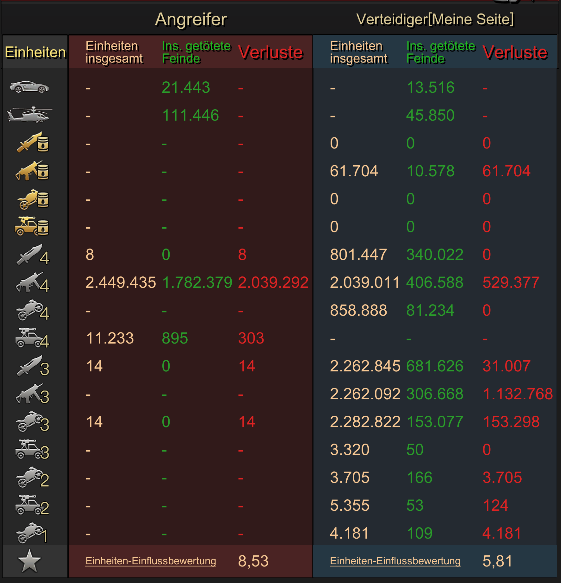 Angreifer Verteidiger[Meine Seite]
Einheiten Einheiten insgesamt Ins. getötete Feinde Verluste Einheiten insgesamt Ins. getötete Feinde Verluste
- 21.443 - - 13.516 -
- 111.446 - - 45.850 -
- - - 0 0 0
- - - 61.704 10.578 61.704
- - - 0 0 0
- - - 0 0 0
4 8 0 8 801.447 340.022 0
4 2.449.435 1.782.379 2.039.292 2.039.011 406.588 529.377
4 - - - 858.888 81.234 0
4 11.233 895 303 - - -
3 14 0 14 2.262.845 681.626 31.007
3 - - - 2.262.092 306.668 1.132.768
3 14 0 14 2.282.822 153.077 153.298
3 - - - 3.320 50 0
2 - - - 3.705 166 3.705
2 - - - 5.355 53 124
1 - - - 4.181 109 4.181
Einheiten-Einflussbewertung 8,53 Einheiten-Einflussbewertung 5,81